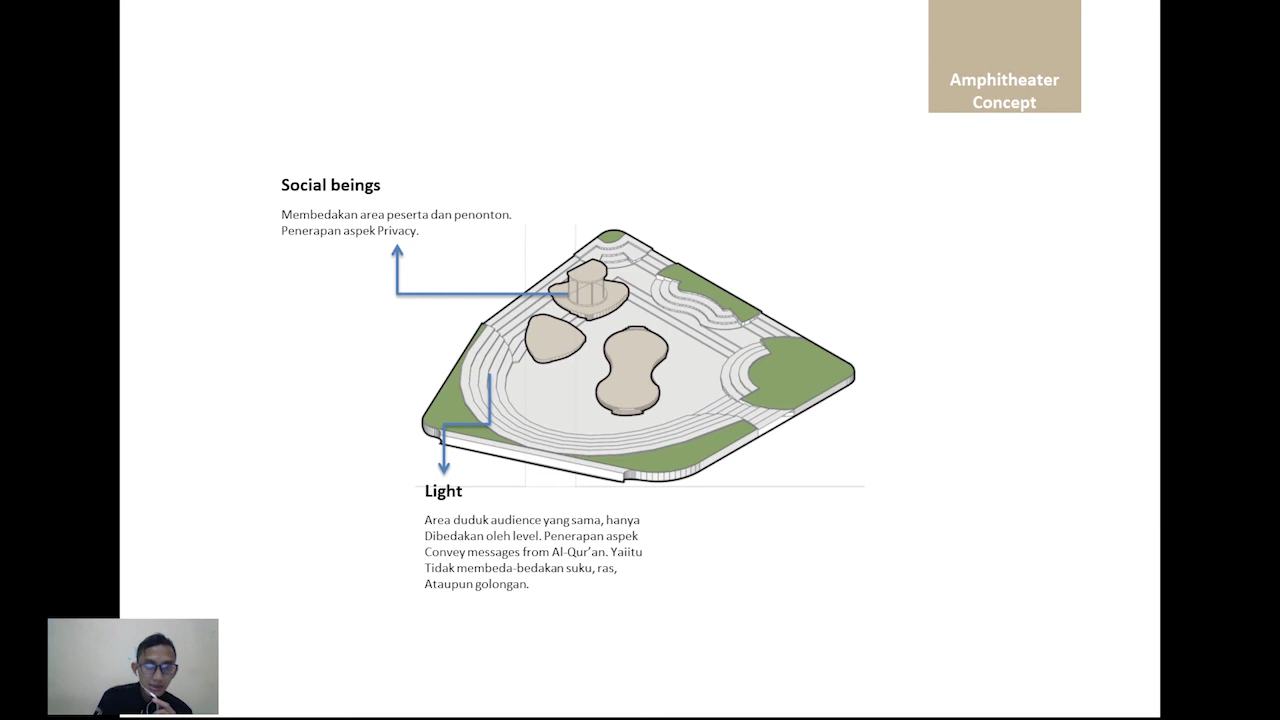 Amphitheater
Concept
Social beings
Membedakan area peserta dan penonton.
Penerapan aspek Privacy.
Light
Area duduk audience yang sama, hanya
Dibedakan oleh level. Penerapan aspek
Convey messages from Al-Qur’an. Yaiitu
Tidak membeda-bedakan suku, ras,
Ataupun golongan.